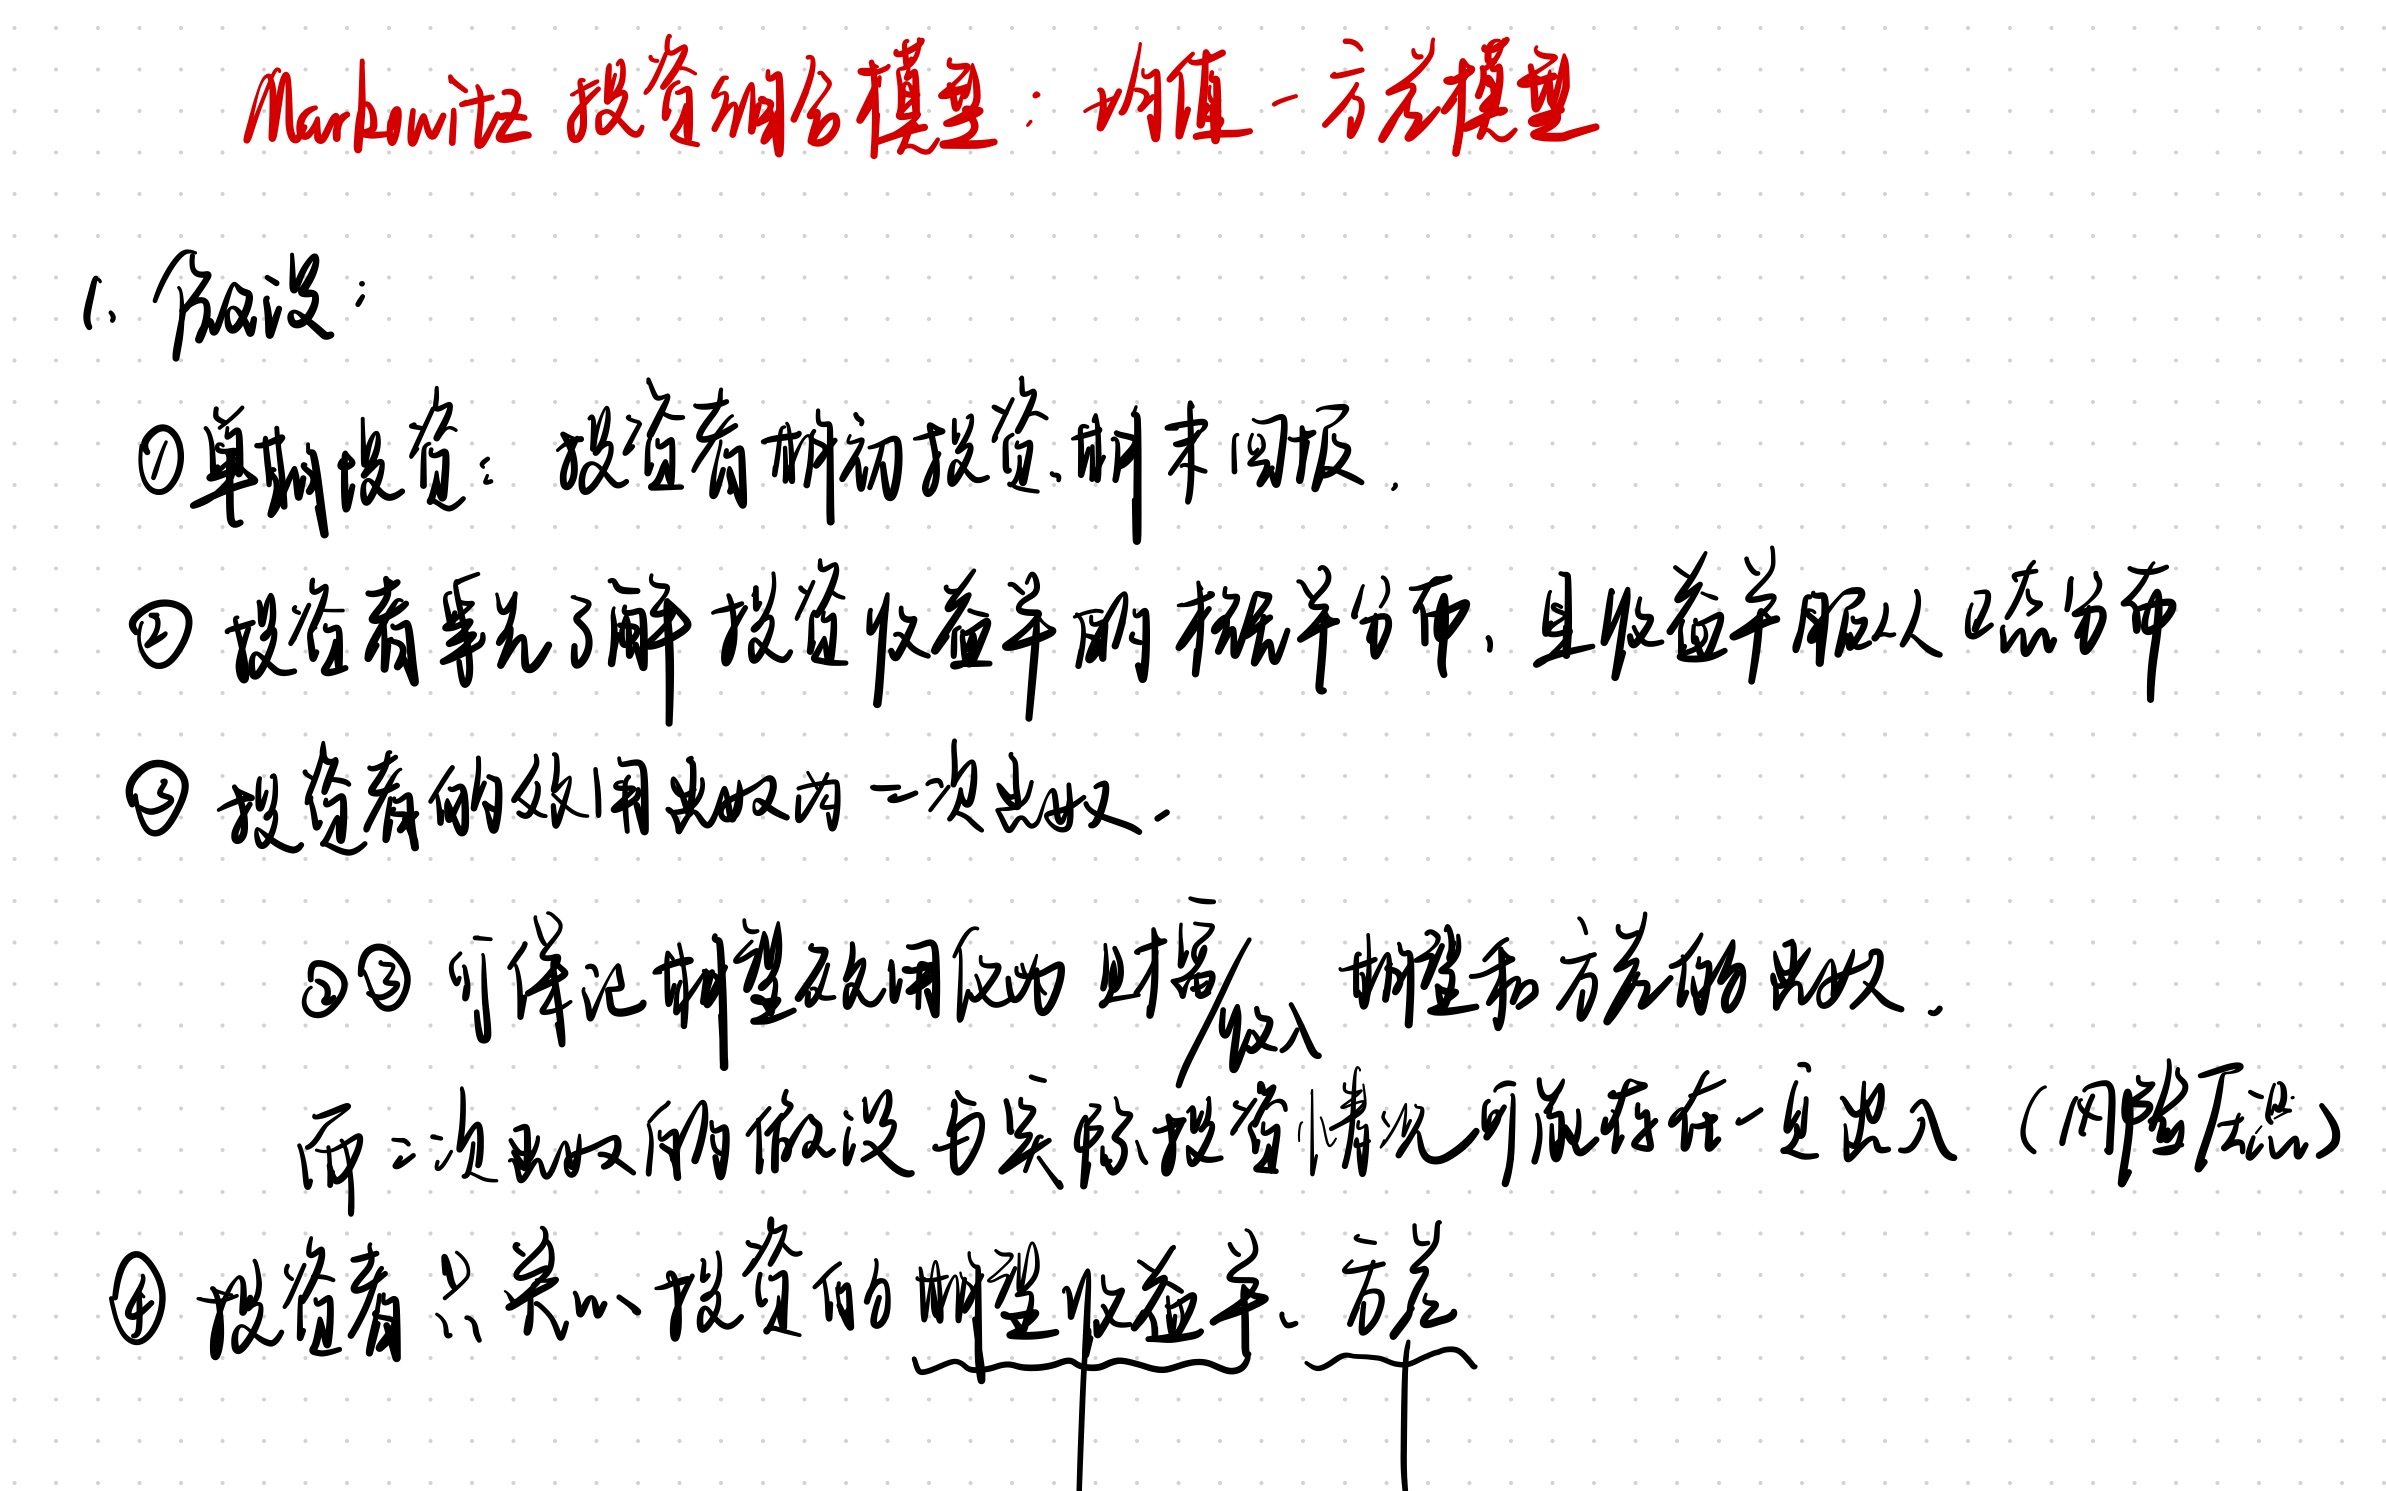 Markowitz 投资组合模型：均值一方差模型
1. 假设：
①单期投资：投资者期初投资、期末回报.
② 投资者事先了解投资收益率的概率分布、且收益率服从正态分布
③ 投资者的效用函数为二次函数.
②③ 可保证期望效用仅为财富/收入期望和方差的函数.
而二次函数的假设与实际投资情况可能存在一定出入
④ 投资者只关心投资的期望收益率、方差